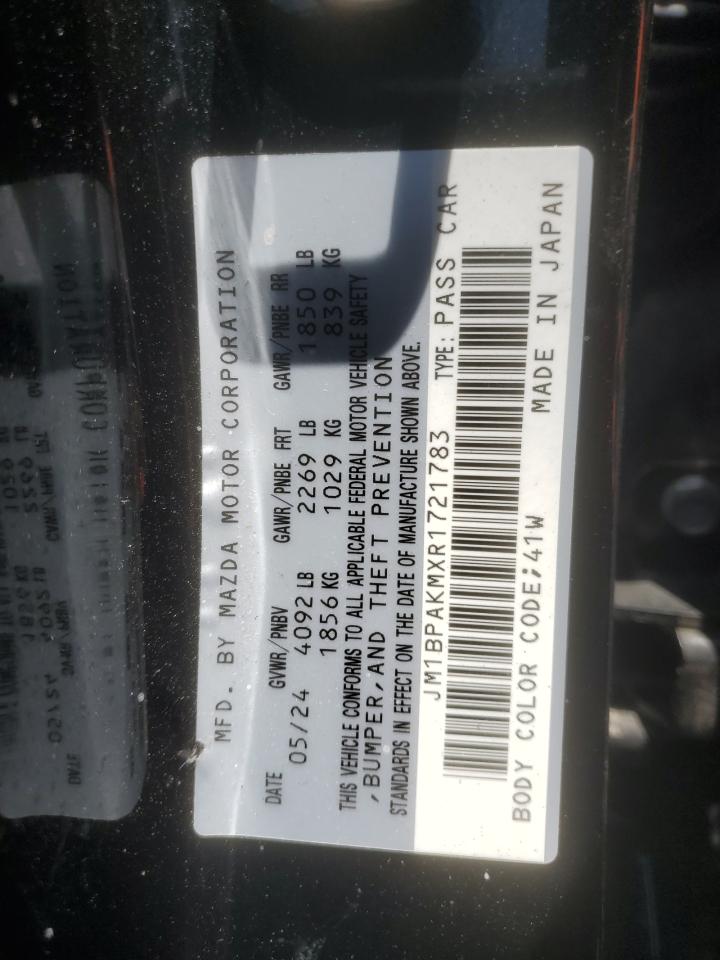 MFD. BY MAZDA MOTOR CORPORATION
DATE GVWR/PNBV GAWR/PNBE FRT GAWR/PNBE RR
05/24 4092 LB 2269 LB 1850 LB
1856 KG 1029 KG 839 KG
THIS VEHICLE CONFORMS TO ALL APPLICABLE FEDERAL MOTOR VEHICLE SAFETY
,BUMPER,AND THEFT PREVENTION
STANDARDS IN EFFECT ON THE DATE OF MANUFACTURE SHOWN ABOVE.
JM1BPAKMXR1721783 TYPE: PASS CAR
BODY COLOR CODE;41W MADE IN JAPAN